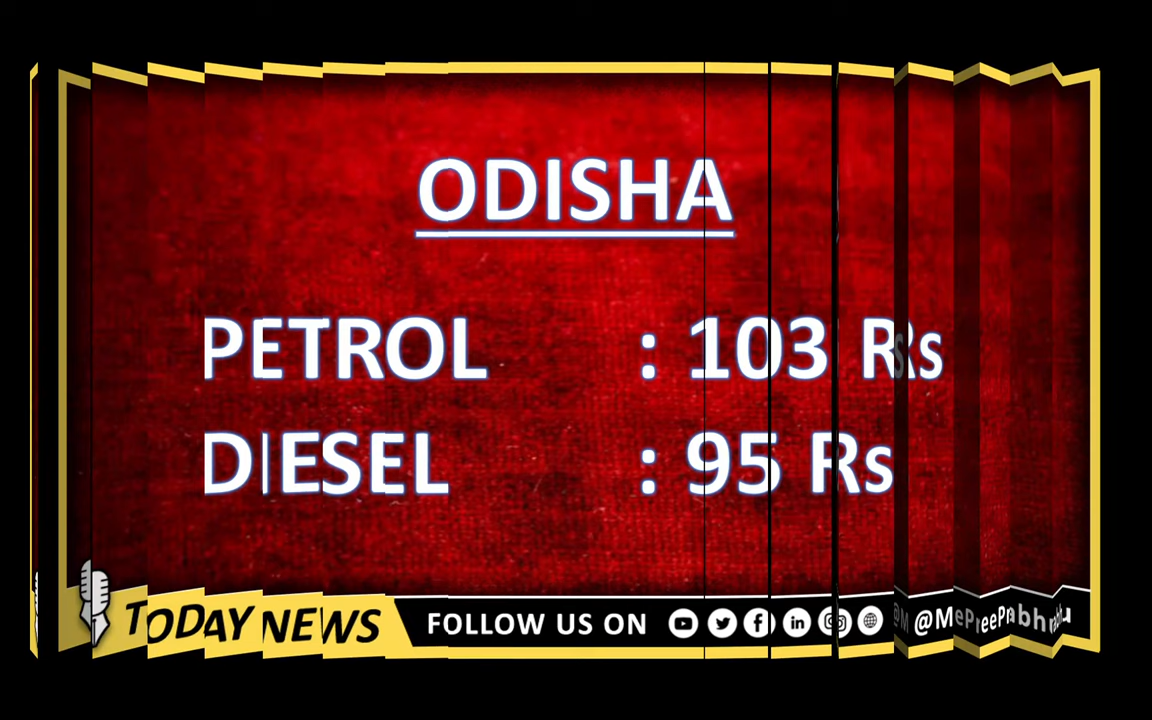 ODISHA
PETROL : 103 Rs
DIESEL : 95 Rs
TODAY NEWS FOLLOW US ON